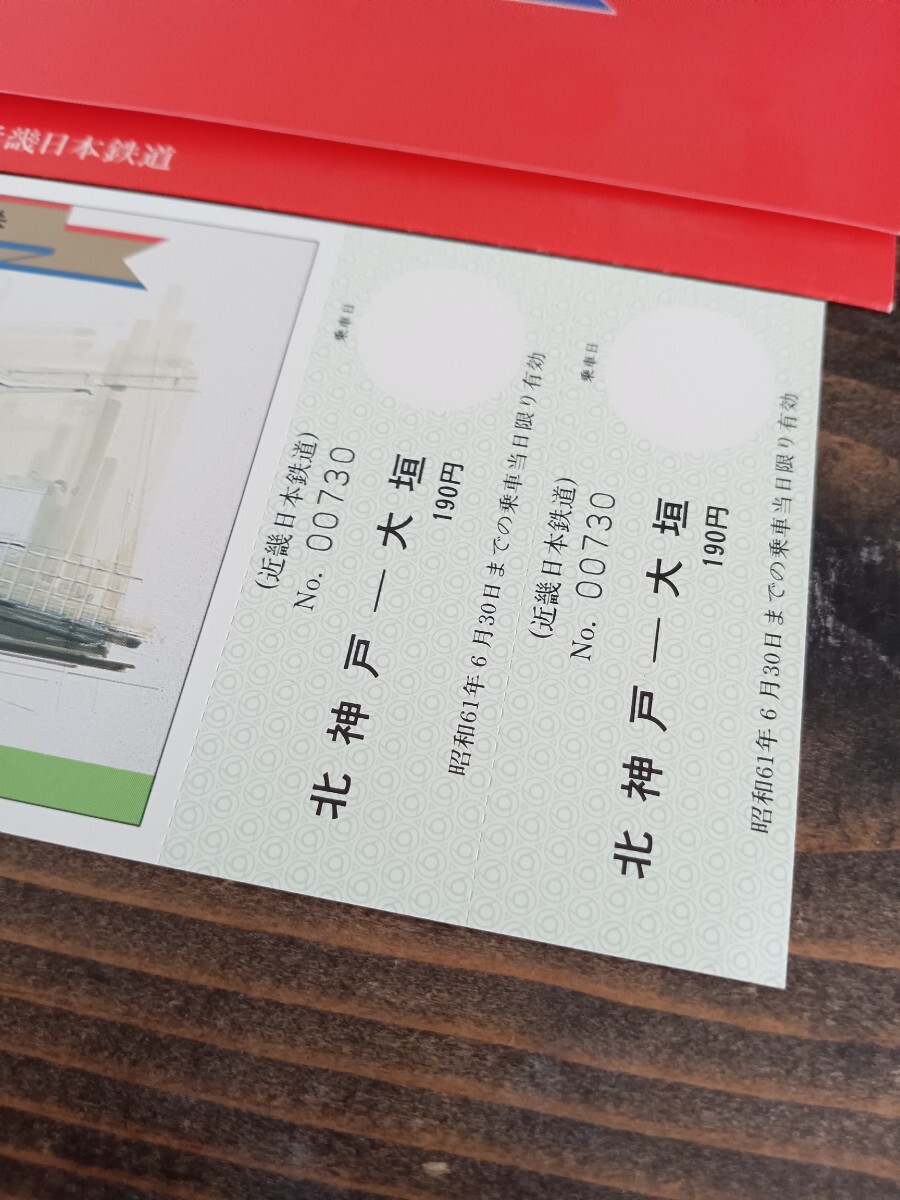 畿日本鉄道
乗車日
(近畿日本鉄道)
No. 00730
北神戸―大垣
190円
昭和61年6月30日までの乗車当日限り有効
乗車日
(近畿日本鉄道)
No. 00730
北神戸―大垣
190円
昭和61年6月30日までの乗車当日限り有効